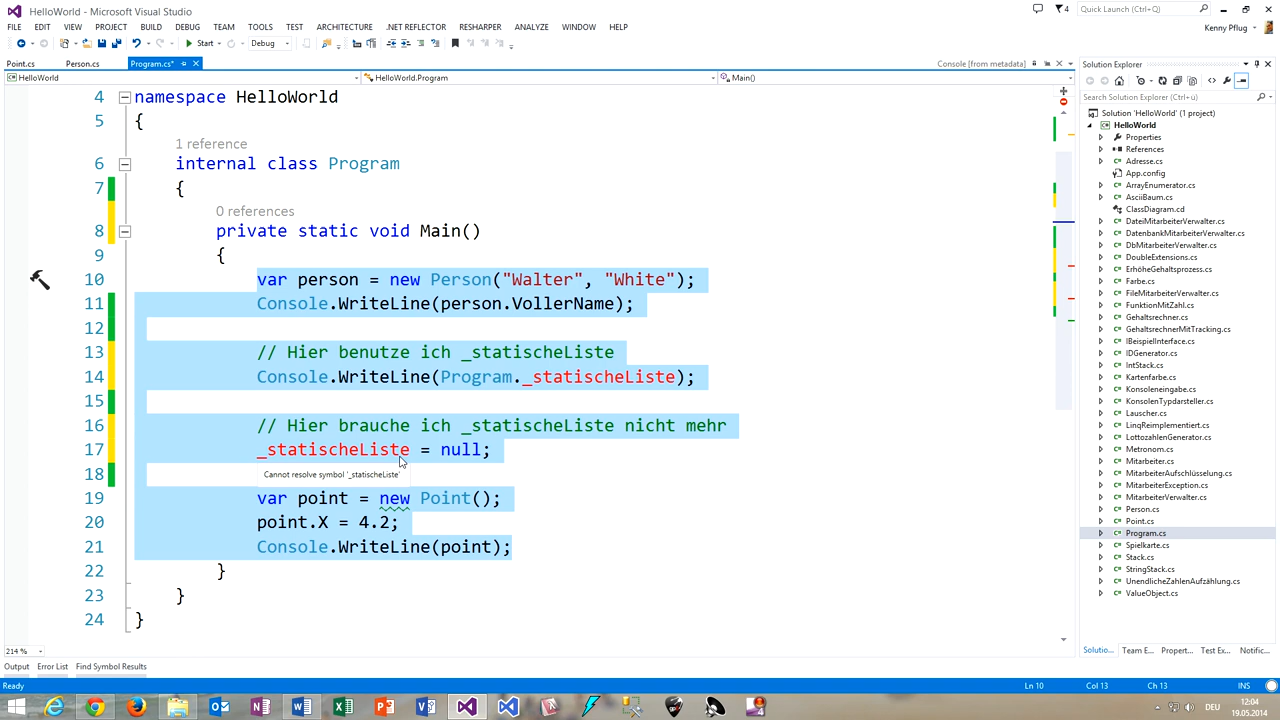 HelloWorld - Microsoft Visual Studio
4
Quick Launch (Ctrl+Q)
FILE EDIT VIEW PROJECT BUILD DEBUG TEAM TOOLS TEST ARCHITECTURE .NET REFLECTOR RESHARPER ANALYZE WINDOW HELP
Kenny Pflug
Start Debug
Point.cs Person.cs Program.cs*
Console [from metadata]
HelloWorld HelloWorld.Program Main()
4 namespace HelloWorld
5 {
1 reference
6 internal class Program
7 {
0 references
8 private static void Main()
9 {
10 var person = new Person("Walter", "White");
11 Console.WriteLine(person.VollerName);
12
13 // Hier benutze ich _statischeListe
14 Console.WriteLine(Program._statischeListe);
15
16 // Hier brauche ich _statischeListe nicht mehr
17 _statischeListe = null;
Cannot resolve symbol '_statischeListe'
18
19 var point = new Point();
20 point.X = 4.2;
21 Console.WriteLine(point);
22 }
23 }
24 }
214 %
Solution Explorer
Search Solution Explorer (Ctrl+ü)
Solution 'HelloWorld' (1 project)
HelloWorld
Properties
References
Adresse.cs
App.config
ArrayEnumerator.cs
AsciiBaum.cs
ClassDiagram.cd
DateiMitarbeiterVerwalter.cs
DatenbankMitarbeiterVerwalter.cs
DbMitarbeiterVerwalter.cs
DoubleExtensions.cs
ErhöheGehaltsprozess.cs
Farbe.cs
FileMitarbeiterVerwalter.cs
FunktionMitZahl.cs
Gehaltsrechner.cs
GehaltsrechnerMitTracking.cs
IBeispielInterface.cs
IDGenerator.cs
IntStack.cs
Kartenfarbe.cs
Konsoleneingabe.cs
KonsolenTypdarsteller.cs
Lauscher.cs
LinqReimplementiert.cs
LottozahlenGenerator.cs
Metronom.cs
Mitarbeiter.cs
MitarbeiterAufschlüsselung.cs
MitarbeiterException.cs
MitarbeiterVerwalter.cs
Person.cs
Point.cs
Program.cs
Spielkarte.cs
Stack.cs
StringStack.cs
UnendlicheZahlenAufzählung.cs
ValueObject.cs
Solutio... Team E... Propert... Test Ex... Notific...
Output Error List Find Symbol Results
Ready Ln 10 Col 13 Ch 13 INS
DEU
12:04
19.05.2014